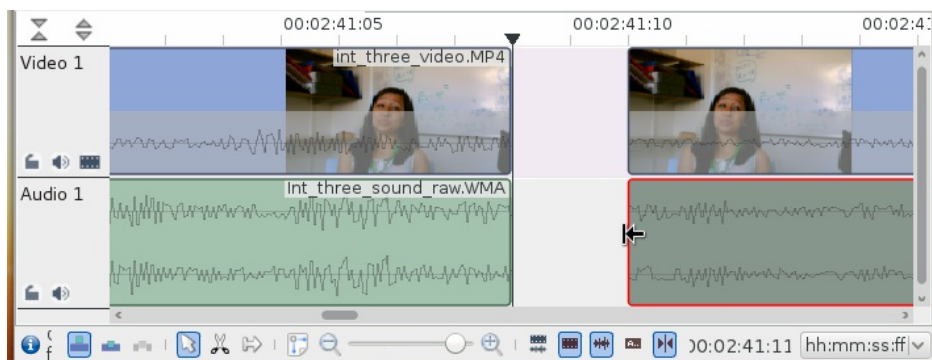 00:02:41:05 00:02:41:10 00:02:41:
Video 1 int_three_video.MP4
Audio 1 Int_three_sound_raw.WMA
00:02:41:11 hh:mm:ss:ff